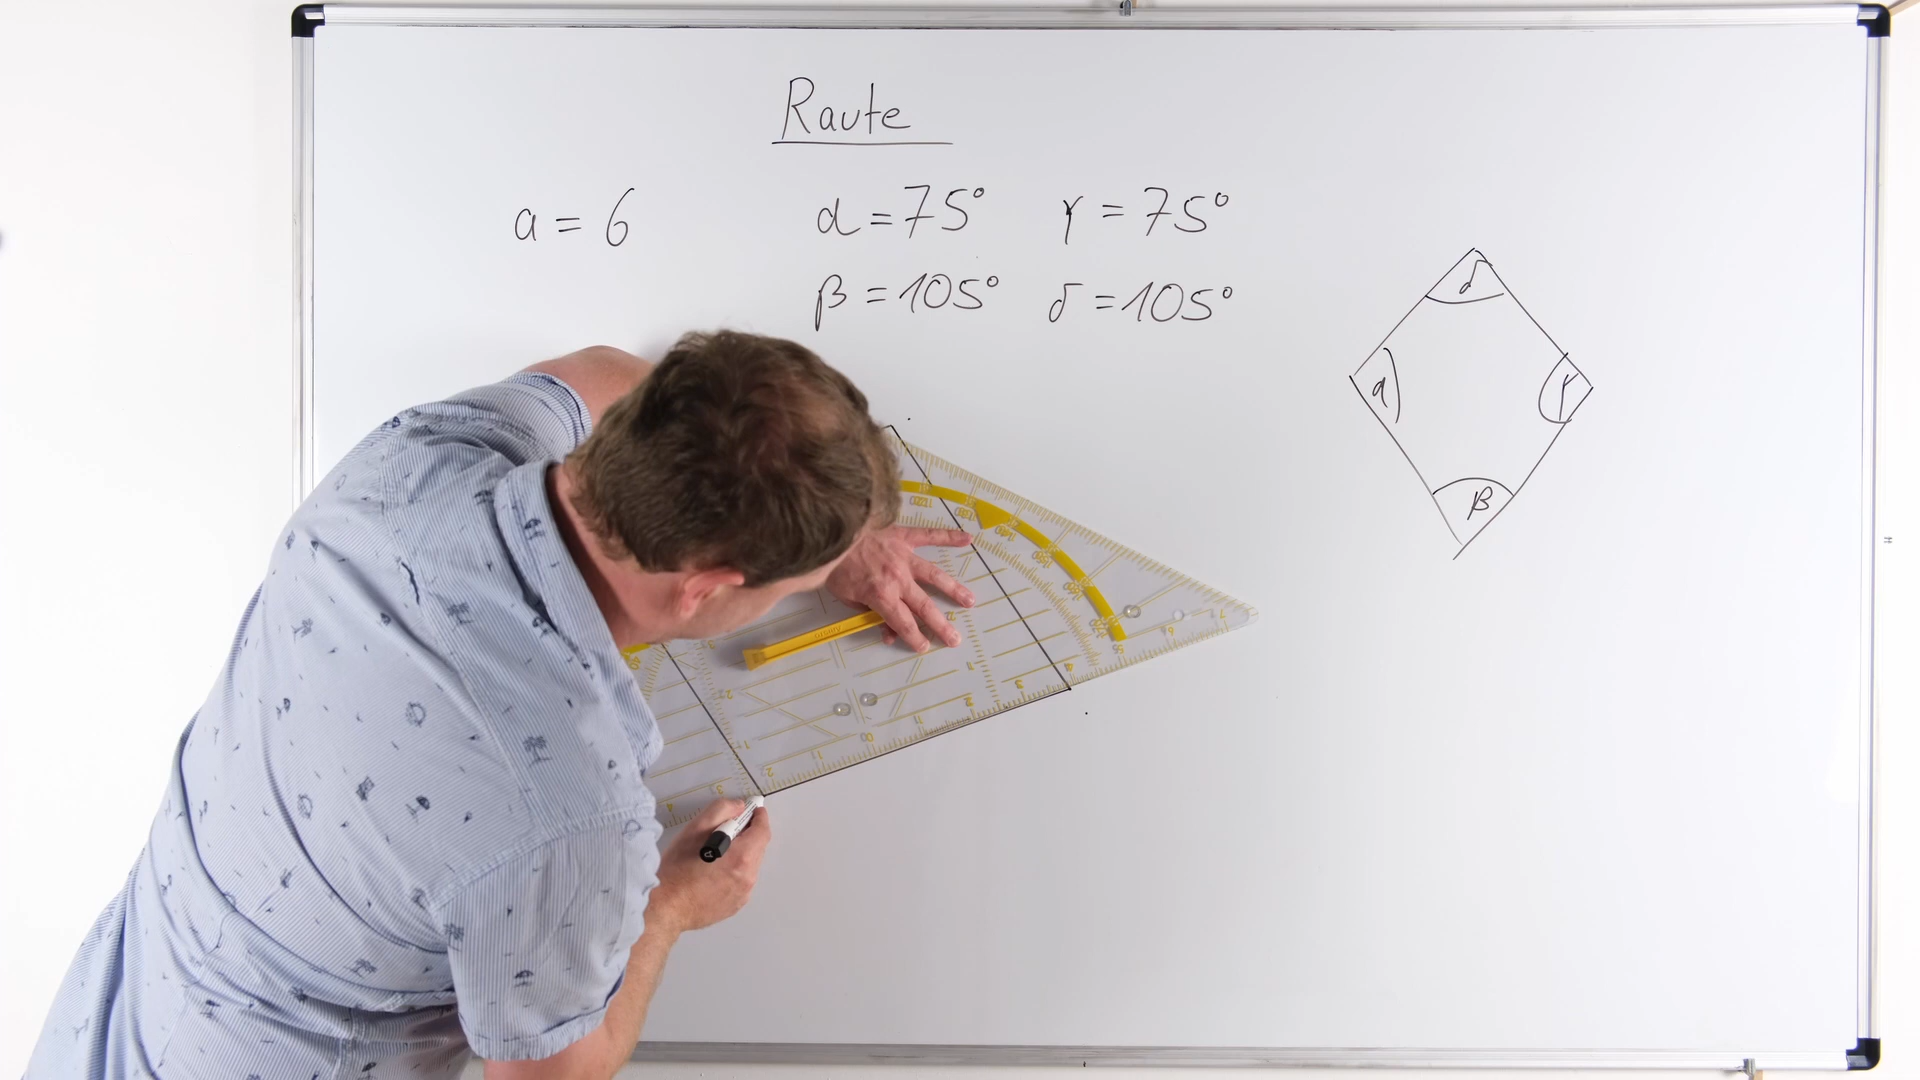 Raute
a = 6
α = 75° γ = 75°
β = 105° δ = 105°
δ
α
γ
β